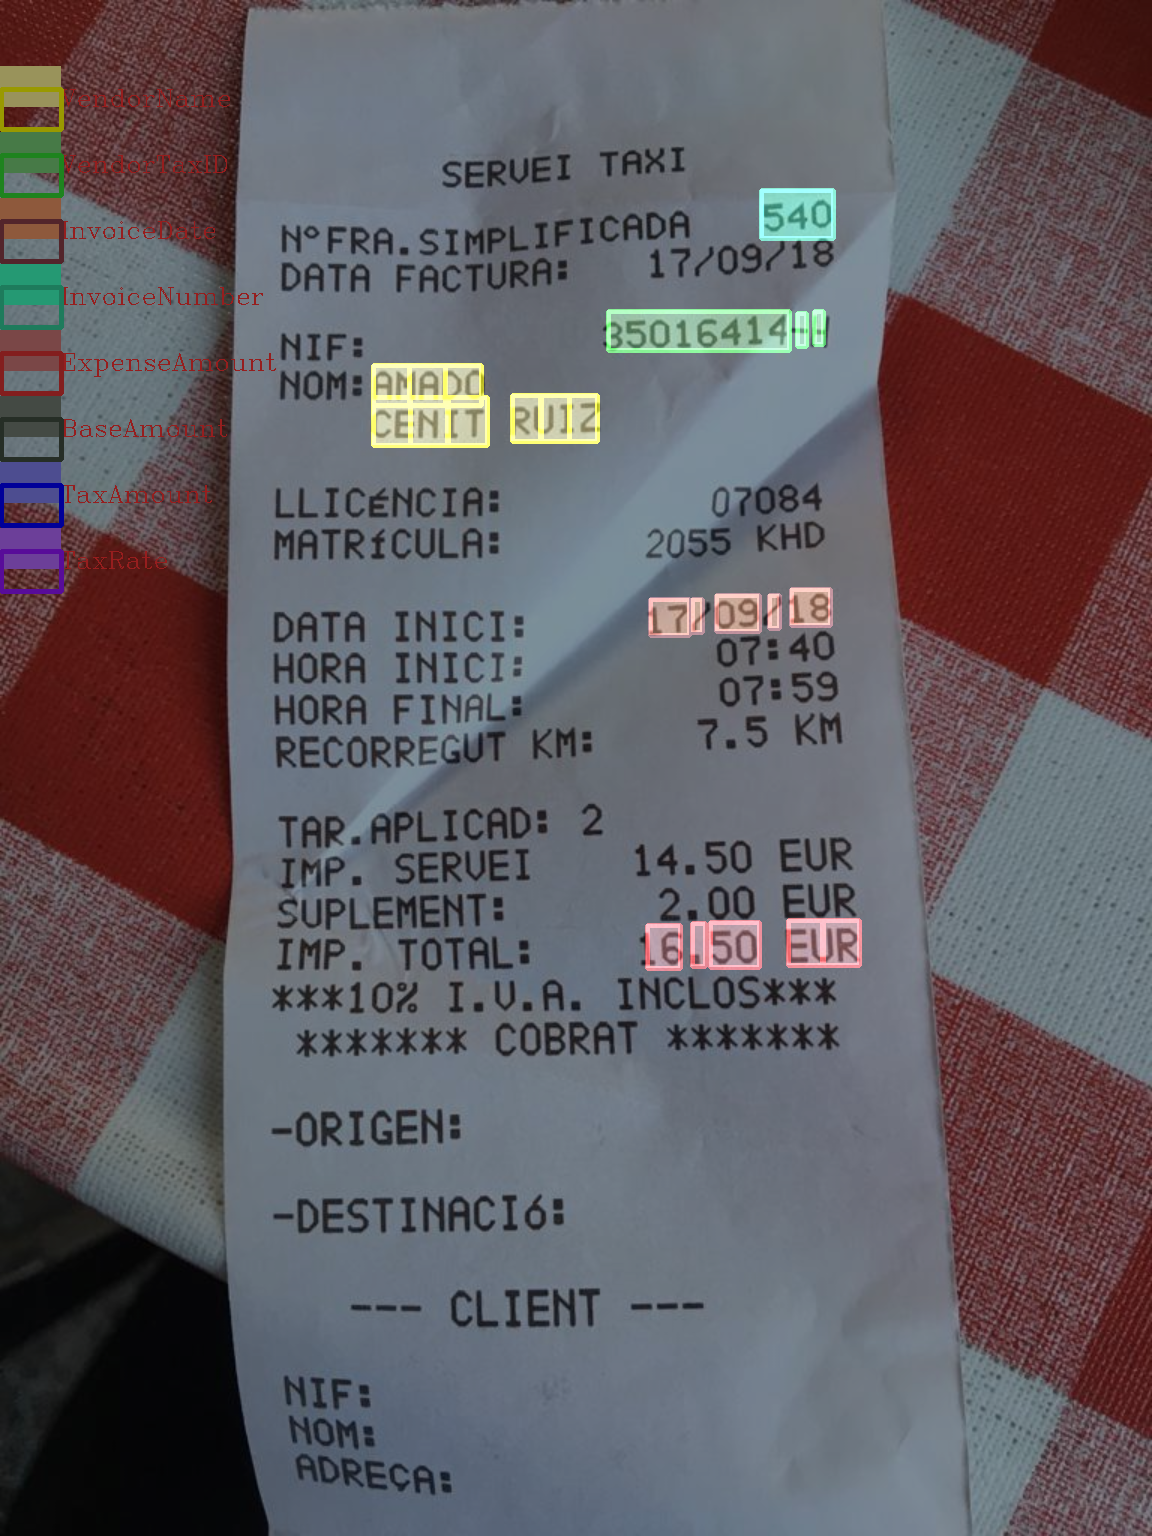 VendorName
VendorTaxID
InvoiceDate
InvoiceNumber
ExpenseAmount
BaseAmount
TaxAmount
TaxRate
SERVEI TAXI
NºFRA.SIMPLIFICADA 540
DATA FACTURA: 17/09/18
NIF: 35016414-
NOM: AMADO
CENIT RUIZ
LLICÉNCIA: 07084
MATRíCULA: 2055 KHD
DATA INICI: 17/09/18
HORA INICI: 07:40
HORA FINAL: 07:59
RECORREGUT KM: 7.5 KM
TAR.APLICAD: 2
IMP. SERVEI 14.50 EUR
SUPLEMENT: 2.00 EUR
IMP. TOTAL: 16.50 EUR
***10% I.V.A. INCLOS***
******* COBRAT *******
-ORIGEN:
-DESTINACIó:
--- CLIENT ---
NIF:
NOM:
ADREÇA: